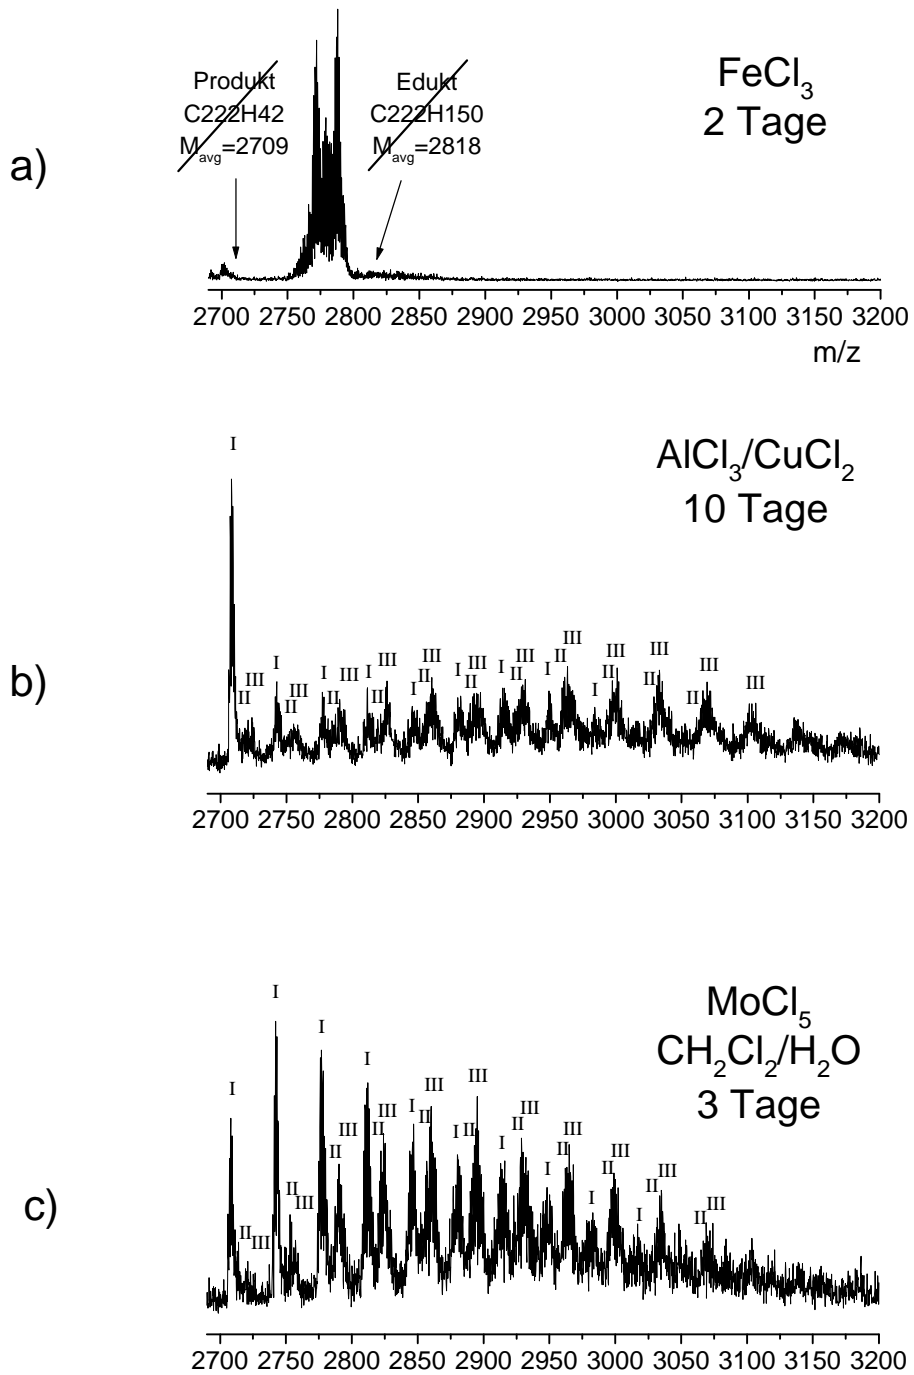 a)
Produkt
C222H42
Mavg=2709
Edukt
C222H150
Mavg=2818
FeCl3
2 Tage
2700 2750 2800 2850 2900 2950 3000 3050 3100 3150 3200
m/z
b)
AlCl3/CuCl2
10 Tage
I
II III I II III I II III I II III I II III I II III I II III I II III I II III II III II III III
2700 2750 2800 2850 2900 2950 3000 3050 3100 3150 3200
c)
MoCl5
CH2Cl2/H2O
3 Tage
I II III I II III I II III I II III I II III I II III I II III I II III I II III I II III II III
2700 2750 2800 2850 2900 2950 3000 3050 3100 3150 3200